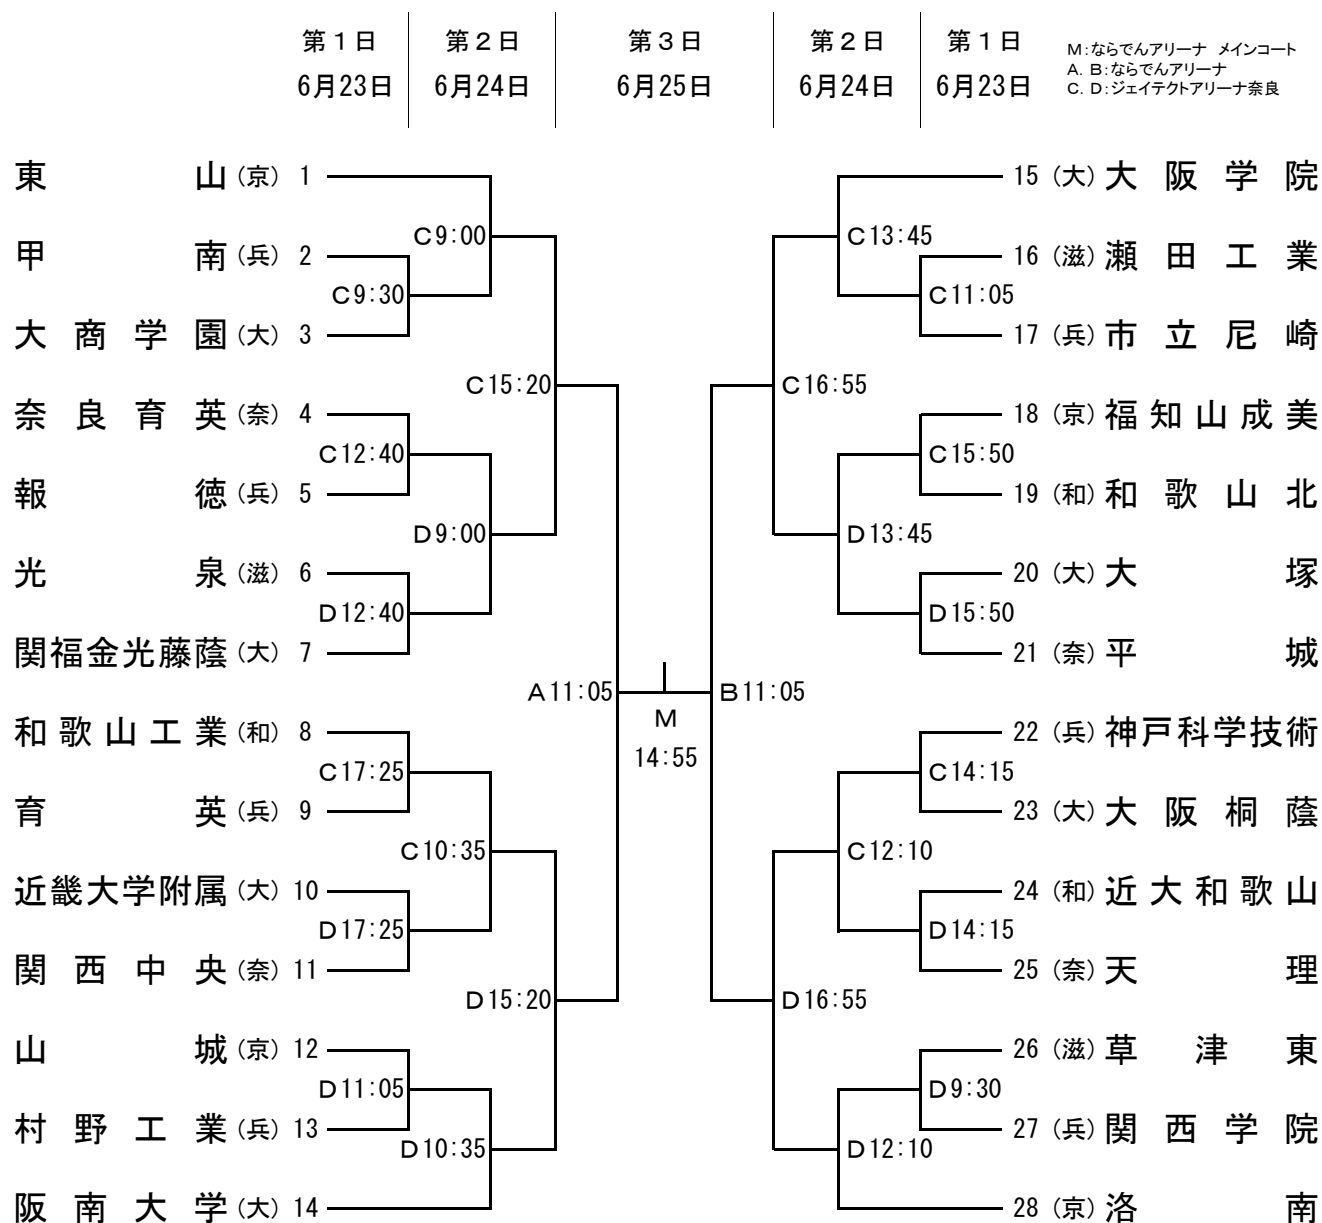 第１日 第２日 第３日 第２日 第１日
6月23日 6月24日 6月25日 6月24日 6月23日
Ｍ：ならでんアリーナ　メインコート
Ａ．Ｂ：ならでんアリーナ
Ｃ．Ｄ：ジェイテクトアリーナ奈良
東山（京） 1
15（大）大阪学院
C9:00
C13:45
甲南（兵） 2
16（滋）瀬田工業
C9:30
C11:05
大商学園（大） 3
17（兵）市立尼崎
C15:20
C16:55
奈良育英（奈） 4
18（京）福知山成美
C12:40
C15:50
報徳（兵） 5
19（和）和歌山北
D9:00
D13:45
光泉（滋） 6
20（大）大塚
D12:40
D15:50
関福金光藤蔭（大） 7
21（奈）平城
A11:05
B11:05
M
14:55
和歌山工業（和） 8
22（兵）神戸科学技術
C17:25
C14:15
育英（兵） 9
23（大）大阪桐蔭
C10:35
C12:10
近畿大学附属（大） 10
24（和）近大和歌山
D17:25
D14:15
関西中央（奈） 11
25（奈）天理
D15:20
D16:55
山城（京） 12
26（滋）草津東
D11:05
D9:30
村野工業（兵） 13
27（兵）関西学院
D10:35
D12:10
阪南大学（大） 14
28（京）洛南